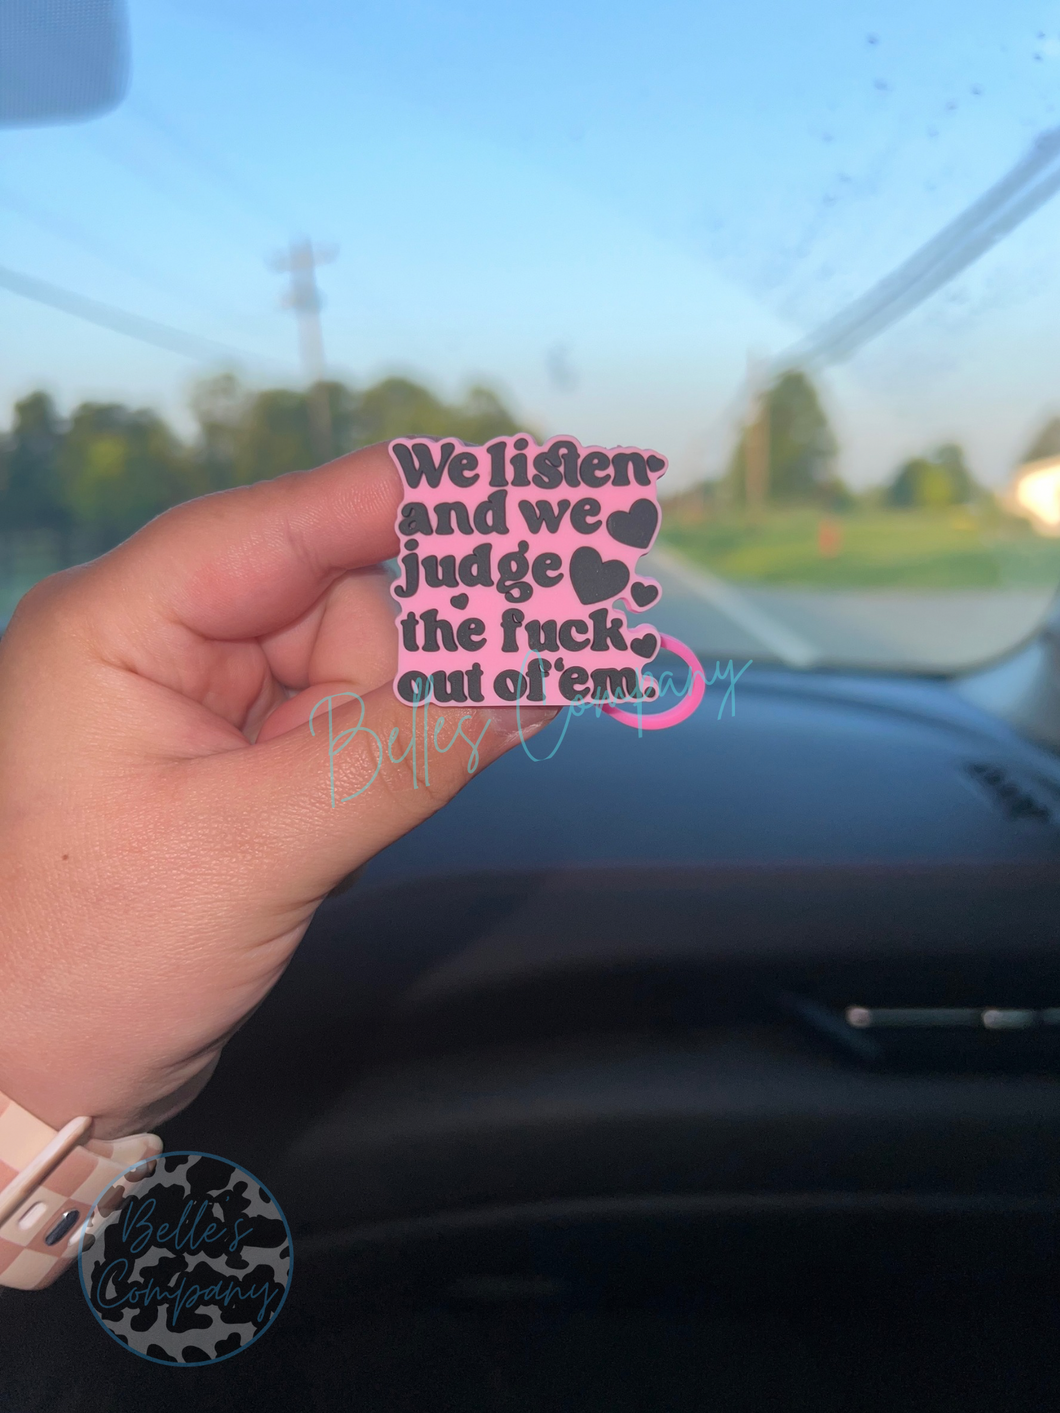 We listen
and we
judge
the fuck
out of 'em.
Belles Company
Belle's
Company